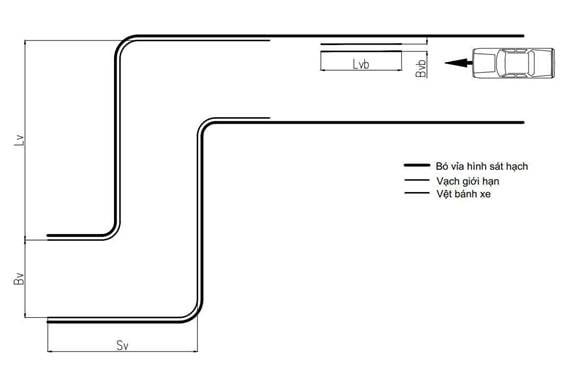 Lvb
Bvb
Lv
Bó vỉa hình sát hạch
Vạch giới hạn
Vệt bánh xe
Bv
Sv